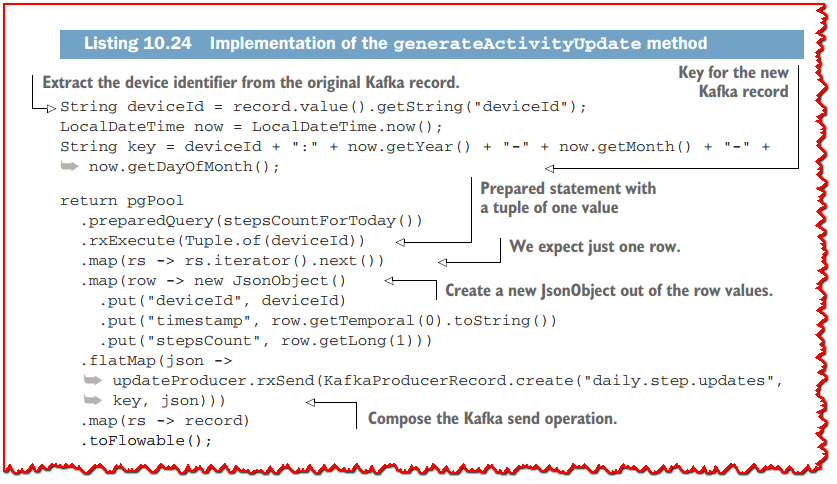 Listing 10.24 Implementation of the generateActivityUpdate method
Extract the device identifier from the original Kafka record.
Key for the new
Kafka record
String deviceId = record.value().getString("deviceId");
LocalDateTime now = LocalDateTime.now();
String key = deviceId + ":" + now.getYear() + "-" + now.getMonth() + "-" +
now.getDayOfMonth();
Prepared statement with
a tuple of one value
return pgPool
.preparedQuery(stepsCountForToday())
.rxExecute(Tuple.of(deviceId))
We expect just one row.
.map(rs -> rs.iterator().next())
.map(row -> new JsonObject()
Create a new JsonObject out of the row values.
.put("deviceId", deviceId)
.put("timestamp", row.getTemporal(0).toString())
.put("stepsCount", row.getLong(1)))
.flatMap(json ->
updateProducer.rxSend(KafkaProducerRecord.create("daily.step.updates",
key, json)))
Compose the Kafka send operation.
.map(rs -> record)
.toFlowable();